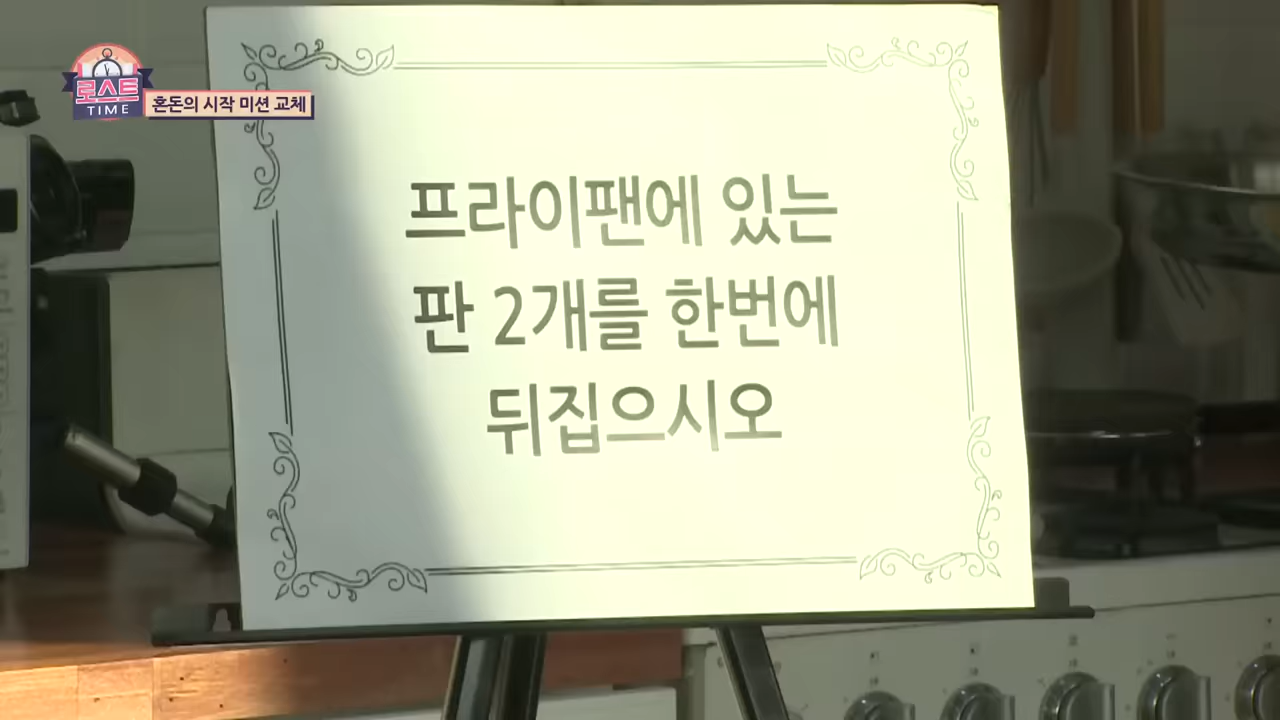 로스트
TIME
혼돈의 시작 미션 교체
프라이팬에 있는
판 2개를 한번에
뒤집으시오